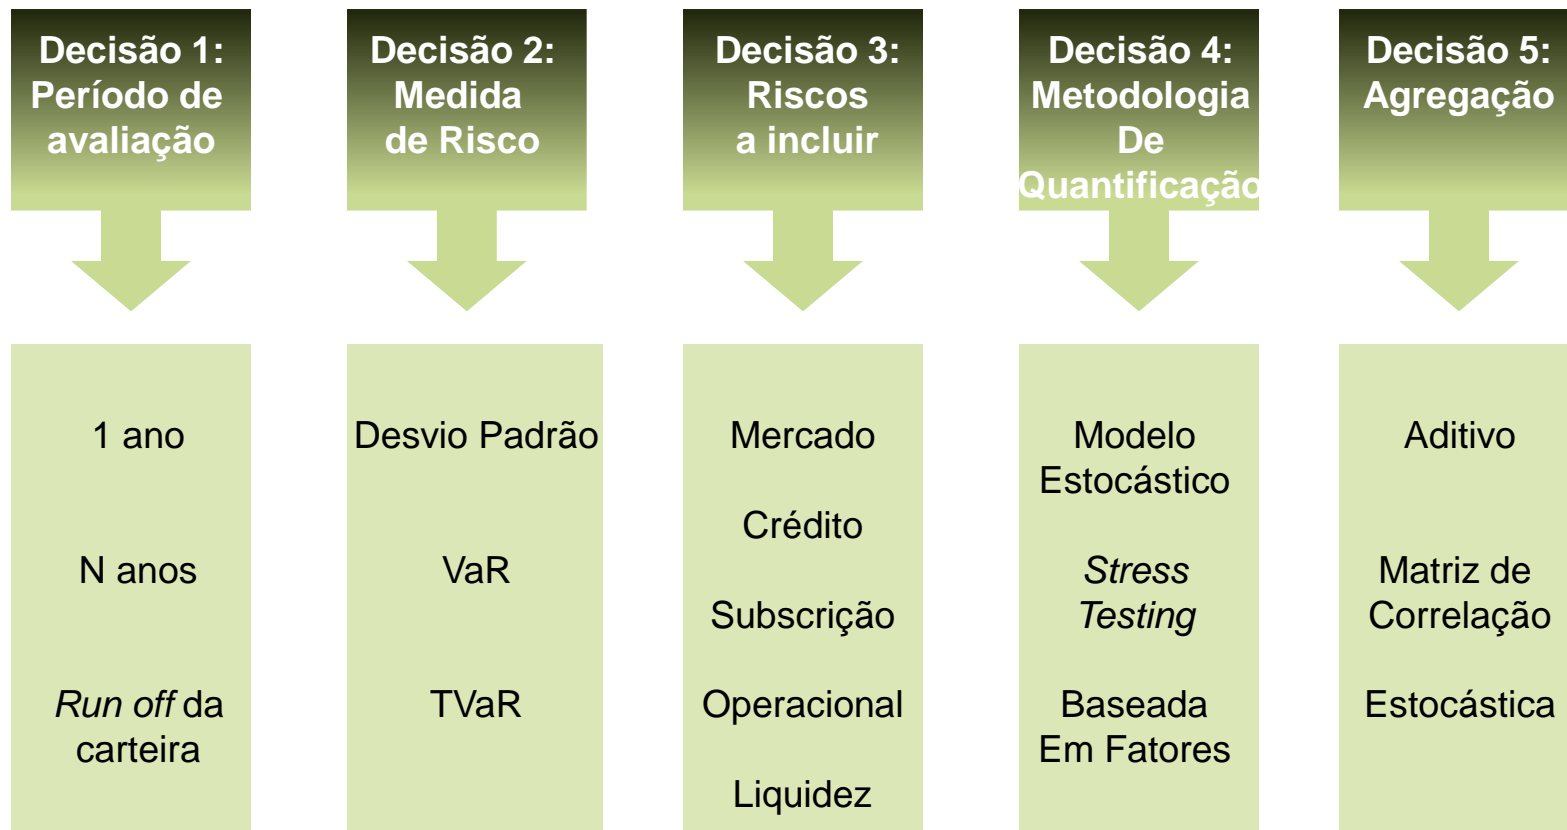 Decisão 1:
Período de
avaliação
1 ano
N anos
Run off da
carteira
Decisão 2:
Medida
de Risco
Desvio Padrão
VaR
TVaR
Decisão 3:
Riscos
a incluir
Mercado
Crédito
Subscrição
Operacional
Liquidez
Decisão 4:
Metodologia
De
Quantificação
Modelo
Estocástico
Stress
Testing
Baseada
Em Fatores
Decisão 5:
Agregação
Aditivo
Matriz de
Correlação
Estocástica